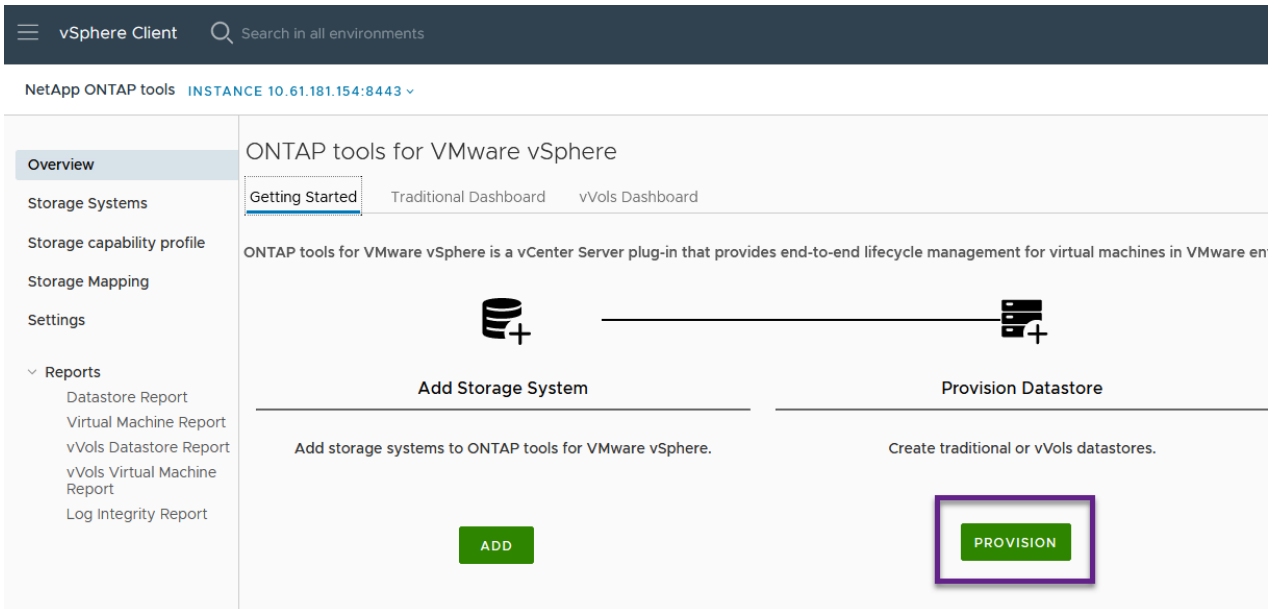 vSphere Client
Search in all environments
NetApp ONTAP tools INSTANCE 10.61.181.154:8443
Overview
Storage Systems
Storage capability profile
Storage Mapping
Settings
Reports
Datastore Report
Virtual Machine Report
vVols Datastore Report
vVols Virtual Machine
Report
Log Integrity Report
ONTAP tools for VMware vSphere
Getting Started Traditional Dashboard vVols Dashboard
ONTAP tools for VMware vSphere is a vCenter Server plug-in that provides end-to-end lifecycle management for virtual machines in VMware en
Add Storage System
Add storage systems to ONTAP tools for VMware vSphere.
ADD
Provision Datastore
Create traditional or vVols datastores.
PROVISION